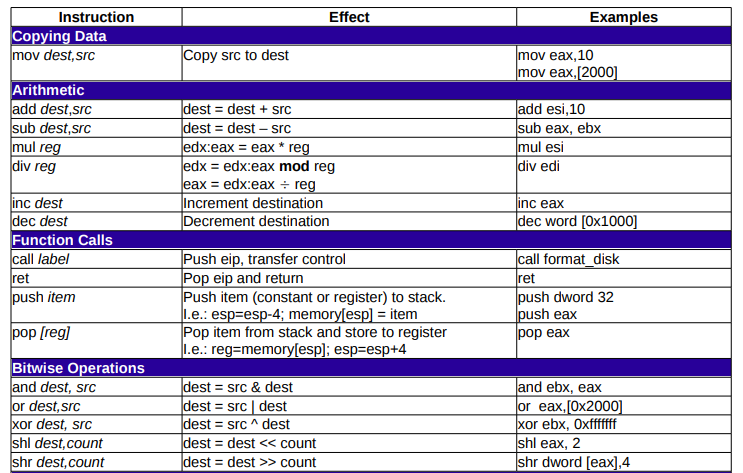 Instruction Effect Examples
Copying Data
mov dest,src Copy src to dest mov eax,10
mov eax,[2000]
Arithmetic
add dest,src dest = dest + src add esi,10
sub dest,src dest = dest – src sub eax, ebx
mul reg edx:eax = eax * reg mul esi
div reg edx = edx:eax mod reg div edi
eax = edx:eax ÷ reg
inc dest Increment destination inc eax
dec dest Decrement destination dec word [0x1000]
Function Calls
call label Push eip, transfer control call format_disk
ret Pop eip and return ret
push item Push item (constant or register) to stack. push dword 32
I.e.: esp=esp-4; memory[esp] = item push eax
pop [reg] Pop item from stack and store to register pop eax
I.e.: reg=memory[esp]; esp=esp+4
Bitwise Operations
and dest, src dest = src & dest and ebx, eax
or dest,src dest = src | dest or eax,[0x2000]
xor dest, src dest = src ^ dest xor ebx, 0xfffffff
shl dest,count dest = dest << count shl eax, 2
shr dest,count dest = dest >> count shr dword [eax],4